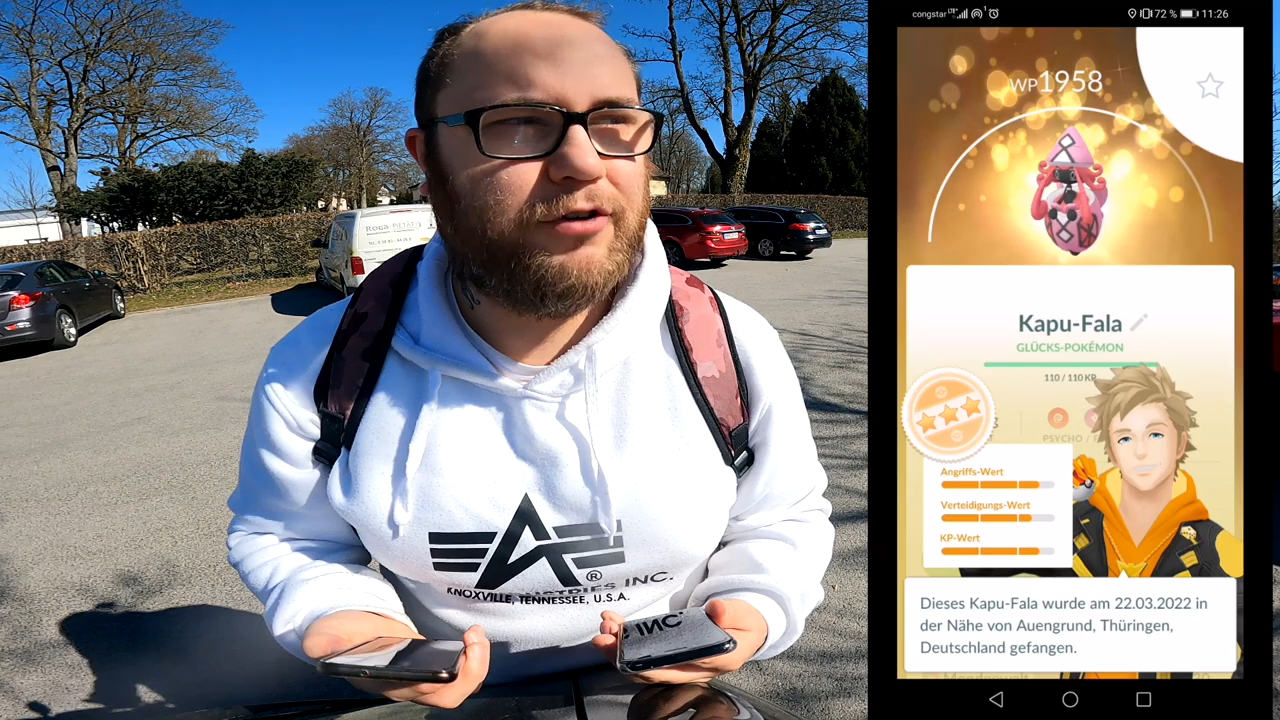 congstar
72 % 11:26
WP1958
Kapu-Fala
GLÜCKS-POKÉMON
110 / 110 KP
PSYCHO / F
Angriffs-Wert
Verteidigungs-Wert
KP-Wert
Dieses Kapu-Fala wurde am 22.03.2022 in
der Nähe von Auengrund, Thüringen,
Deutschland gefangen.
A
®
INC.
KNOXVILLE, TENNESSEE, U.S.A.
INC